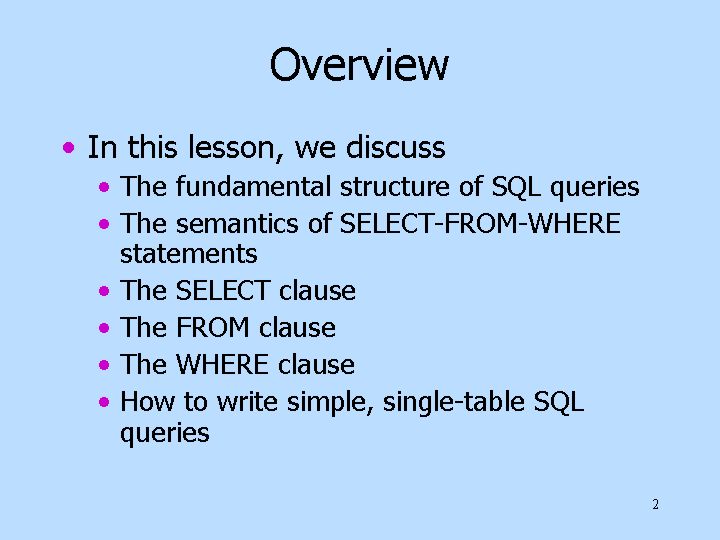 Overview
• In this lesson, we discuss
• The fundamental structure of SQL queries
• The semantics of SELECT-FROM-WHERE
statements
• The SELECT clause
• The FROM clause
• The WHERE clause
• How to write simple, single-table SQL
queries
2